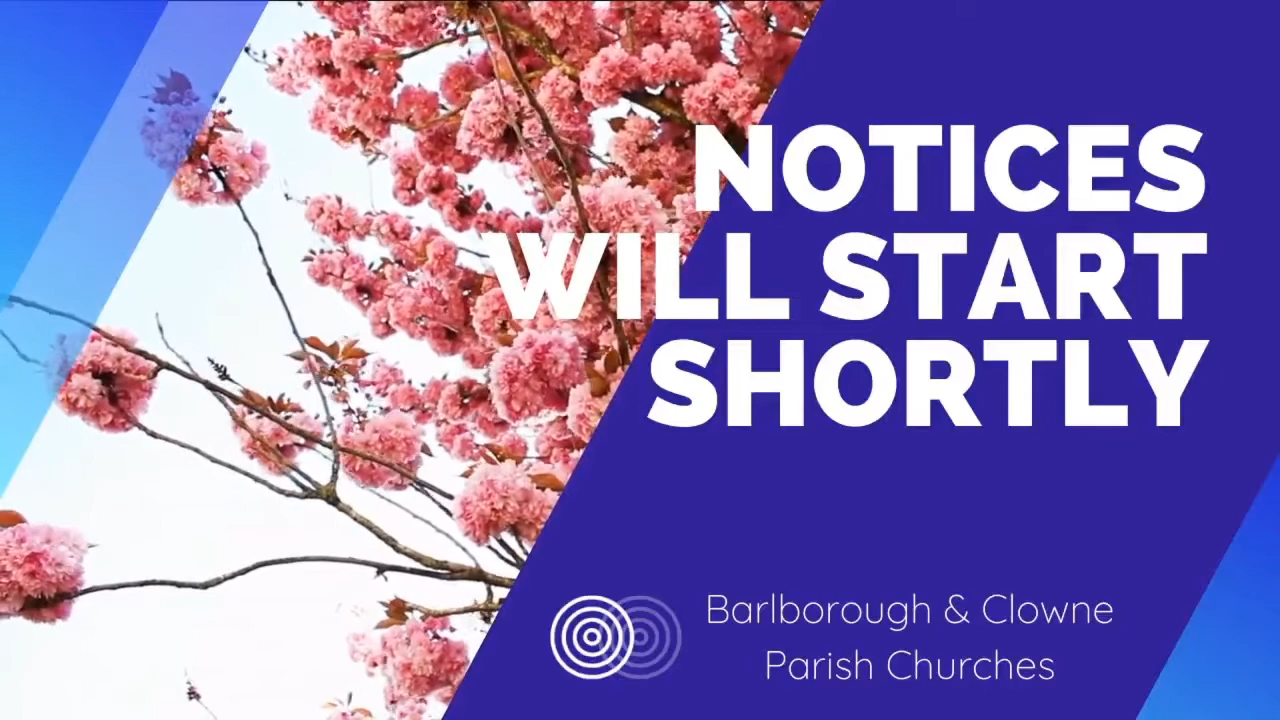 NOTICES
WILL START
SHORTLY
Barlborough & Clowne
Parish Churches